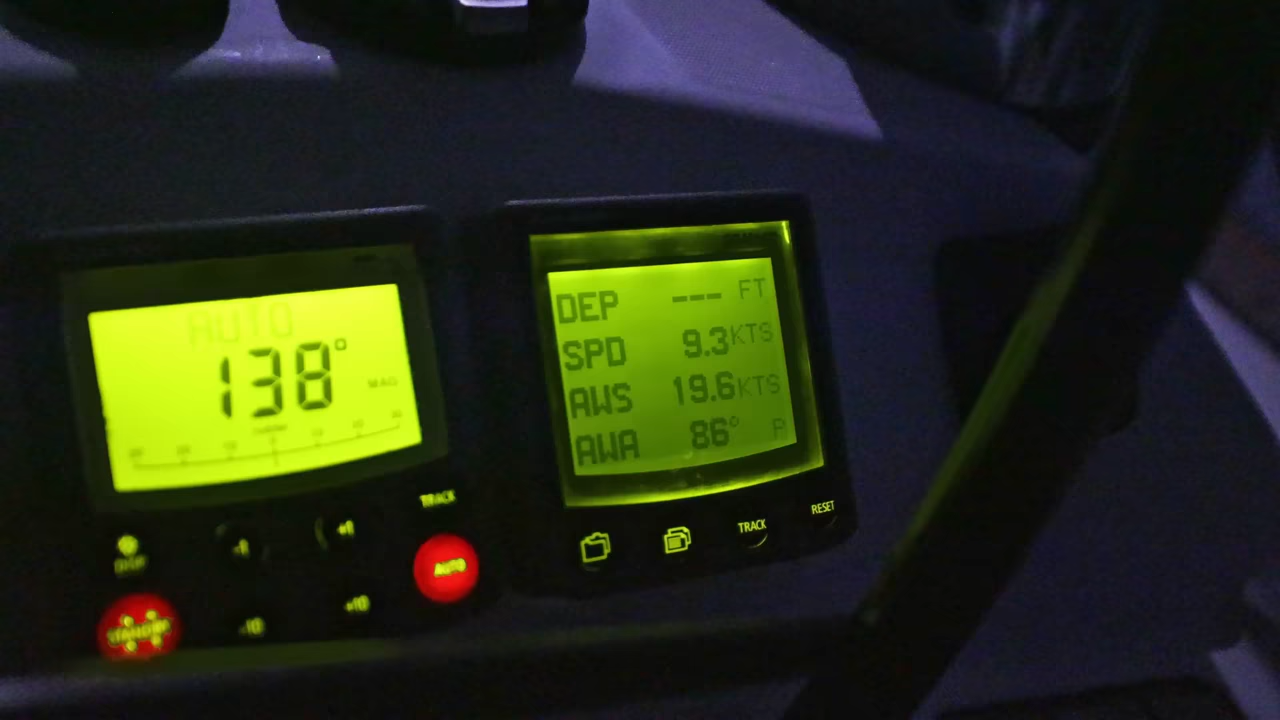 AUTO
138°
MAG
DEP --- FT
SPD 9.3 KTS
AWS 19.6 KTS
AWA 86°
TRACK
DISP
-1
+1
AUTO
STANDBY
-10
+10
TRACK
RESET